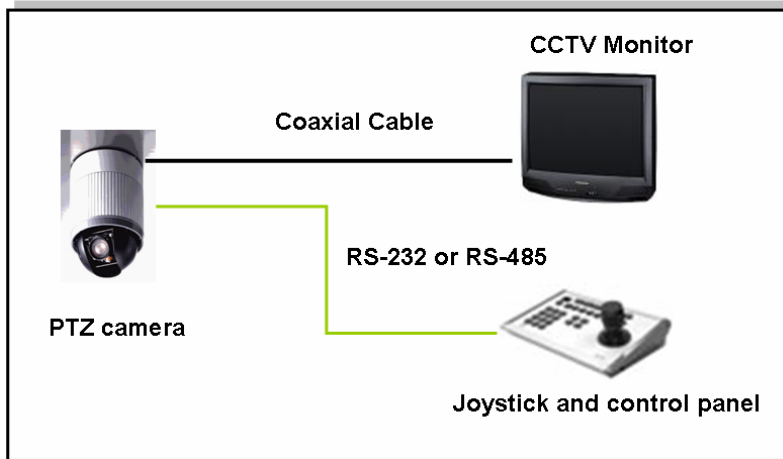 CCTV Monitor
Coaxial Cable
RS-232 or RS-485
PTZ camera
Joystick and control panel